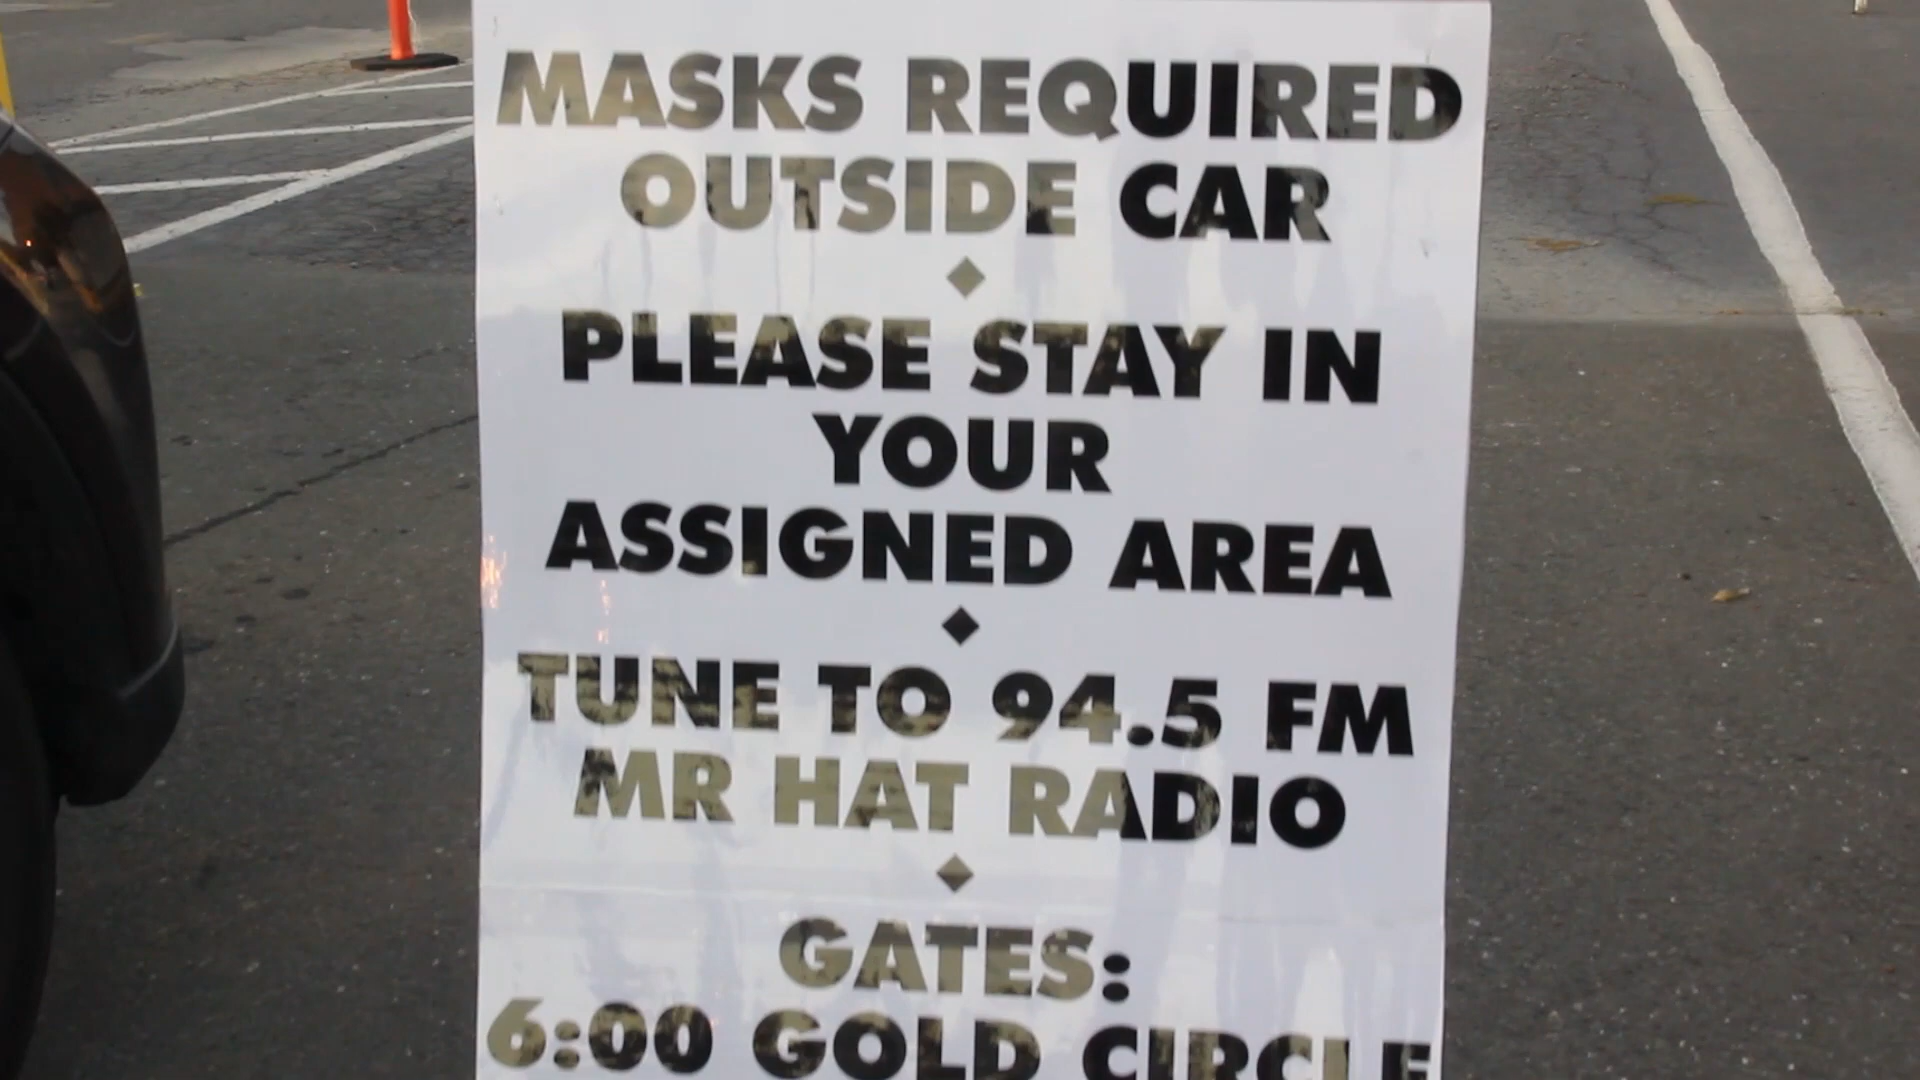 MASKS REQUIRED
OUTSIDE CAR
PLEASE STAY IN
YOUR
ASSIGNED AREA
TUNE TO 94.5 FM
MR HAT RADIO
GATES:
6:00 GOLD CIRCLE